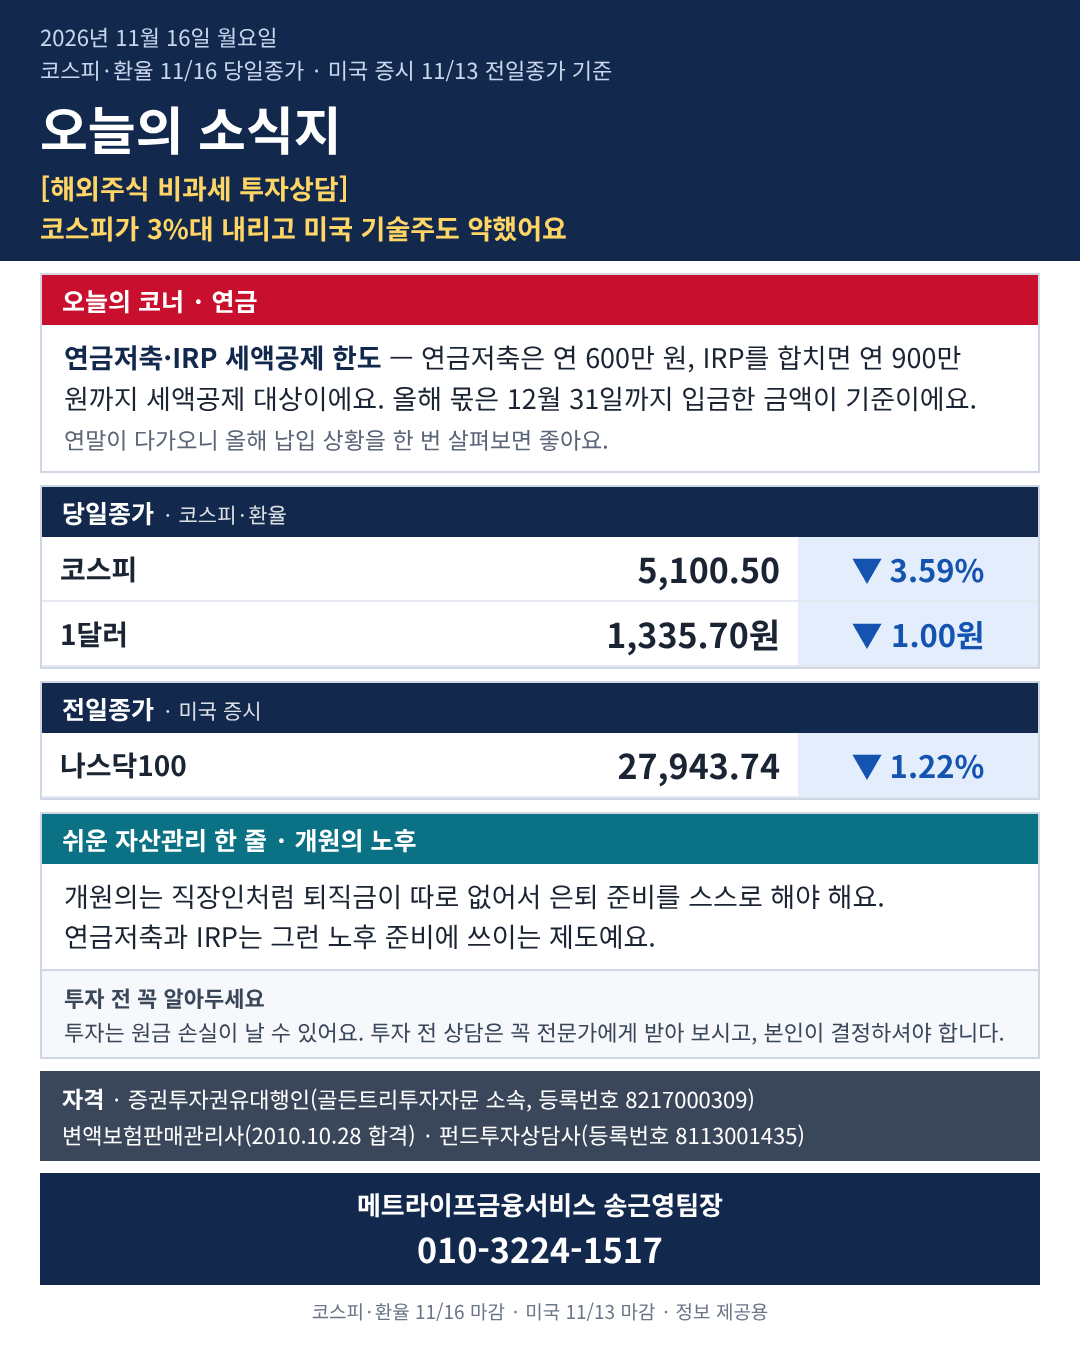 2026년 11월 16일 월요일
코스피·환율 11/16 당일종가 · 미국 증시 11/13 전일종가 기준
오늘의 소식지
[해외주식 비과세 투자상담]
코스피가 3%대 내리고 미국 기술주도 약했어요
오늘의 코너 · 연금
연금저축·IRP 세액공제 한도 — 연금저축은 연 600만 원, IRP를 합치면 연 900만
원까지 세액공제 대상이에요. 올해 몫은 12월 31일까지 입금한 금액이 기준이에요.
연말이 다가오니 올해 납입 상황을 한 번 살펴보면 좋아요.
당일종가 · 코스피·환율
코스피 5,100.50 ▼ 3.59%
1달러 1,335.70원 ▼ 1.00원
전일종가 · 미국 증시
나스닥100 27,943.74 ▼ 1.22%
쉬운 자산관리 한 줄 · 개원의 노후
개원의는 직장인처럼 퇴직금이 따로 없어서 은퇴 준비를 스스로 해야 해요.
연금저축과 IRP는 그런 노후 준비에 쓰이는 제도예요.
투자 전 꼭 알아두세요
투자는 원금 손실이 날 수 있어요. 투자 전 상담은 꼭 전문가에게 받아 보시고, 본인이 결정하셔야 합니다.
자격 · 증권투자권유대행인(골든트리투자자문 소속, 등록번호 8217000309)
변액보험판매관리사(2010.10.28 합격) · 펀드투자상담사(등록번호 8113001435)
메트라이프금융서비스 송근영팀장
010-3224-1517
코스피·환율 11/16 마감 · 미국 11/13 마감 · 정보 제공용